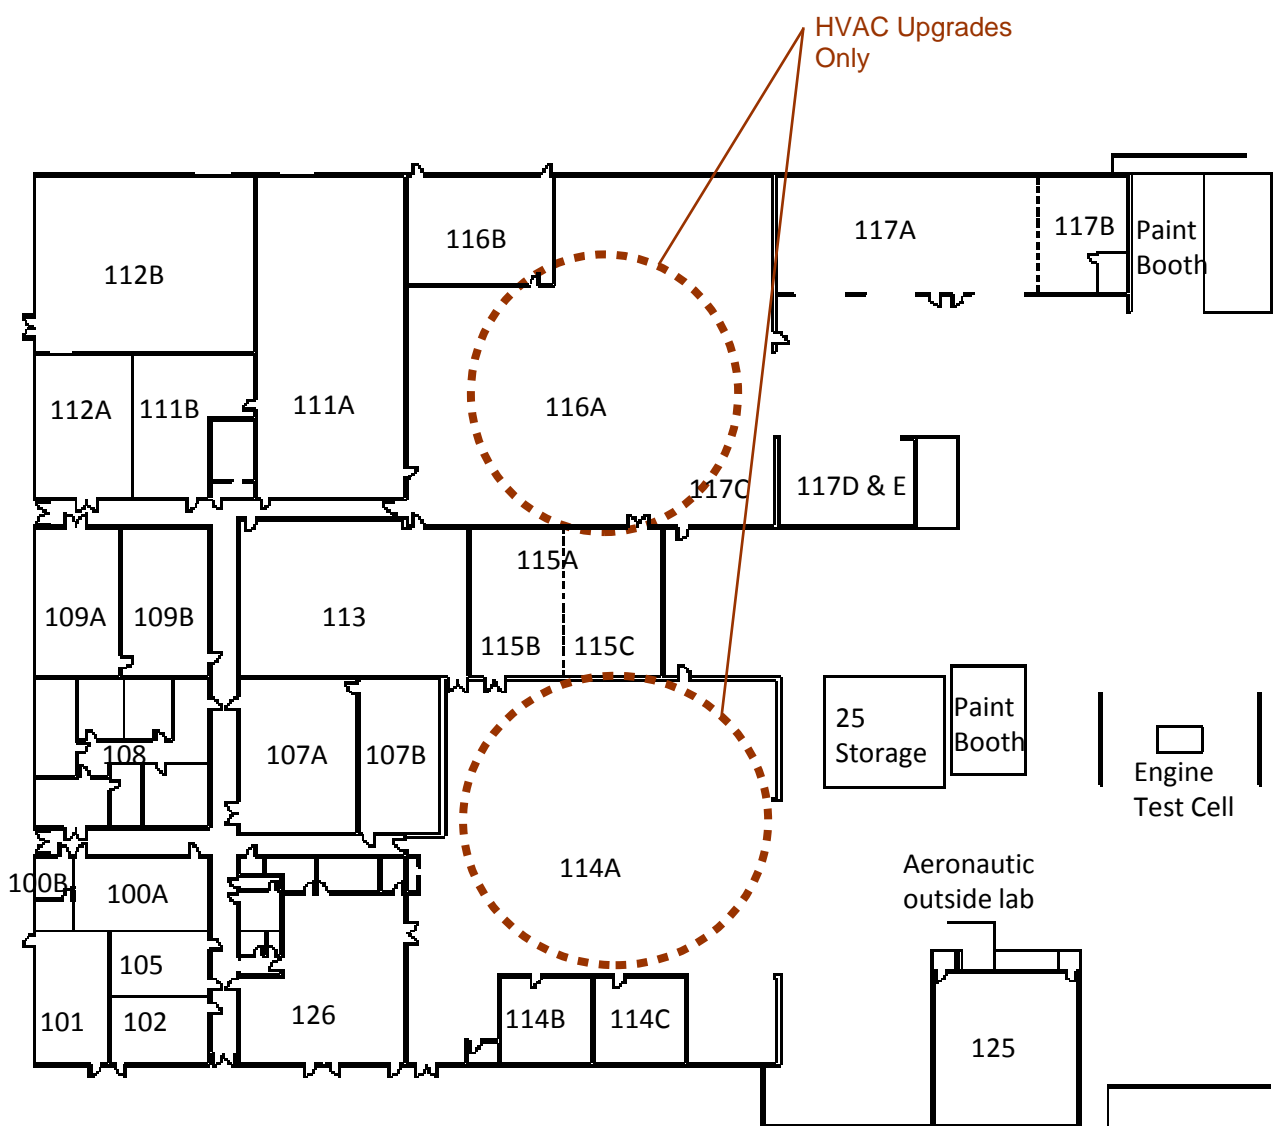 HVAC Upgrades
Only
117A
117B
Paint
Booth
116B
112B
112A
111B
111A
116A
117C
117D & E
115A
109A
109B
113
115B
115C
25
Storage
Paint
Booth
108
107A
107B
Engine
Test Cell
100B
100A
114A
Aeronautic
outside lab
105
101
102
126
114B
114C
125